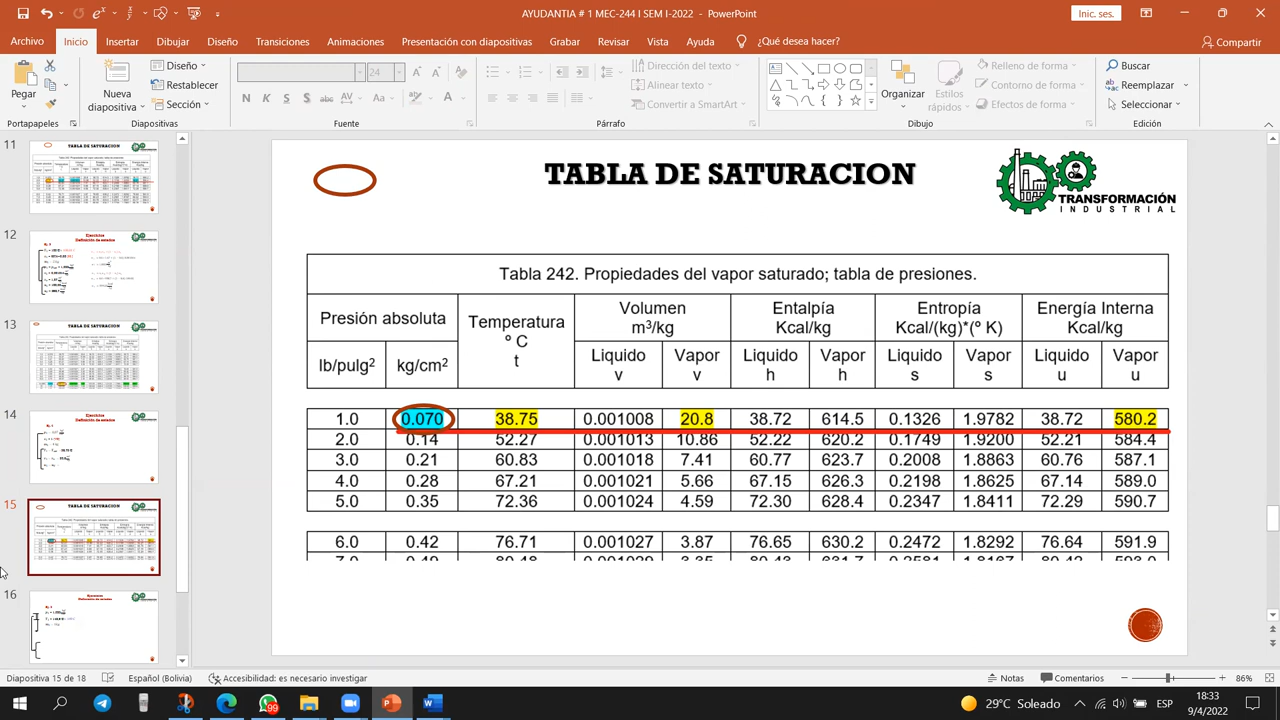 AYUDANTIA # 1 MEC-244 I SEM I-2022 - PowerPoint
Inic. ses.
Archivo Inicio Insertar Dibujar Diseño Transiciones Animaciones Presentación con diapositivas Grabar Revisar Vista Ayuda ¿Qué desea hacer? Compartir
Pegar
Nueva diapositiva
Diseño
Restablecer
Sección
24
N K S S abc AV Aa A
Dirección del texto
Alinear texto
Convertir a SmartArt
Organizar
Estilos rápidos
Relleno de forma
Contorno de forma
Efectos de forma
Buscar
Reemplazar
Seleccionar
Portapapeles Diapositivas Fuente Párrafo Dibujo Edición
11
12
13
14
15
16
TABLA DE SATURACION
TRANSFORMACIÓN
INDUSTRIAL
Tabla 242. Propiedades del vapor saturado; tabla de presiones.
Presión absoluta
lb/pulg2 kg/cm2
Temperatura
º C
t
Volumen
m3/kg
Liquido Vapor
v v
Entalpía
Kcal/kg
Liquido Vapor
h h
Entropía
Kcal/(kg)*(º K)
Liquido Vapor
s s
Energía Interna
Kcal/kg
Liquido Vapor
u u
1.0 0.070 38.75 0.001008 20.8 38.72 614.5 0.1326 1.9782 38.72 580.2
2.0 0.14 52.27 0.001013 10.86 52.22 620.2 0.1749 1.9200 52.21 584.4
3.0 0.21 60.83 0.001018 7.41 60.77 623.7 0.2008 1.8863 60.76 587.1
4.0 0.28 67.21 0.001021 5.66 67.15 626.3 0.2198 1.8625 67.14 589.0
5.0 0.35 72.36 0.001024 4.59 72.30 628.4 0.2347 1.8411 72.29 590.7
6.0 0.42 76.71 0.001027 3.87 76.65 630.2 0.2472 1.8292 76.64 591.9
Diapositiva 15 de 18 Español (Bolivia) Accesibilidad: es necesario investigar Notas Comentarios 86%
99
29°C Soleado ESP
18:33
9/4/2022